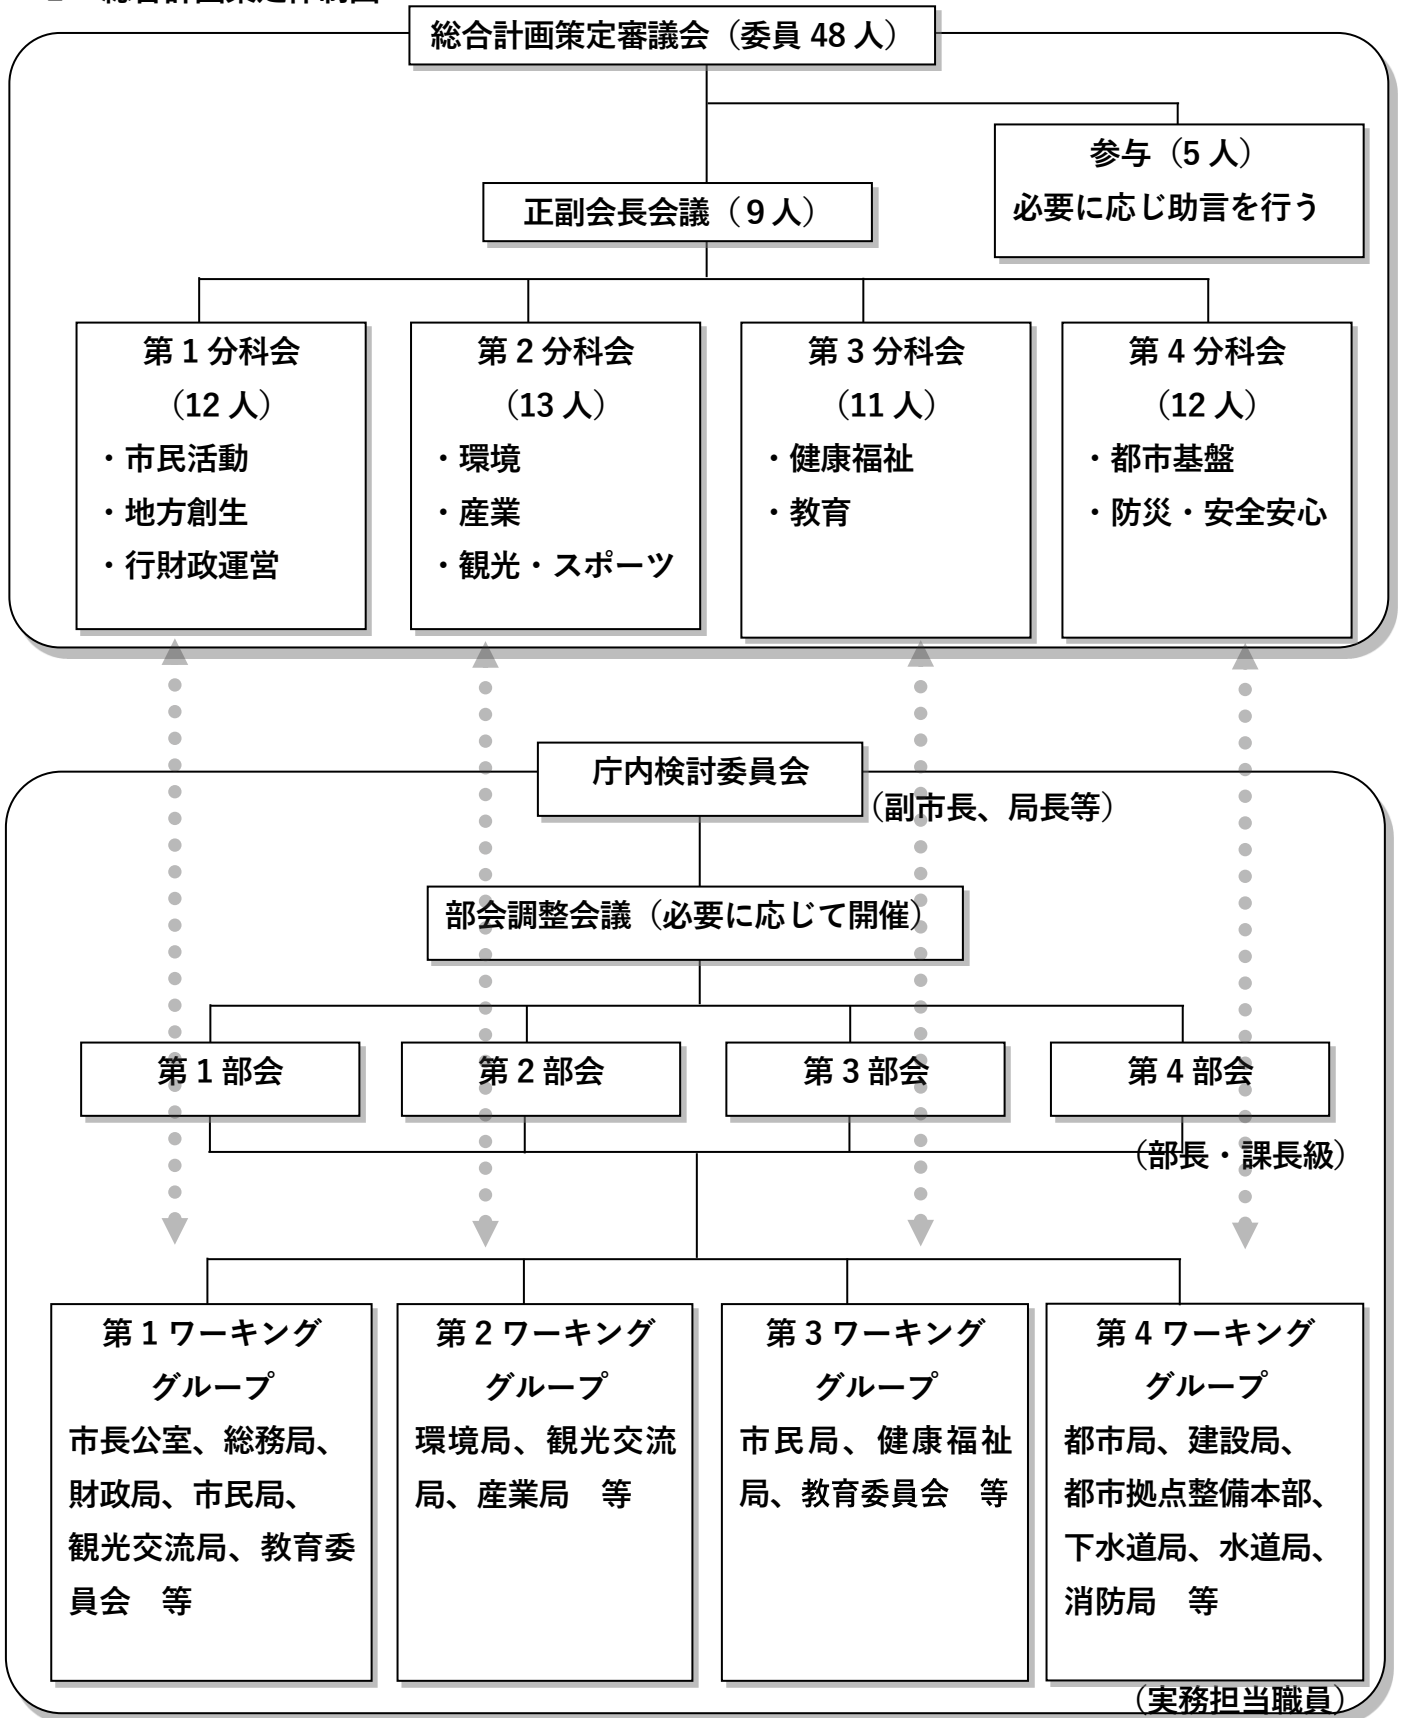 総合計画策定審議会（委員 48 人）
参与（5 人）
必要に応じ助言を行う
正副会長会議（９人）
第 1 分科会
（12 人）
・市民活動
・地方創生
・行財政運営
第 2 分科会
（13 人）
・環境
・産業
・観光・スポーツ
第 3 分科会
（11 人）
・健康福祉
・教育
第 4 分科会
（12 人）
・都市基盤
・防災・安全安心
庁内検討委員会
（副市長、局長等）
部会調整会議（必要に応じて開催）
第 1 部会
第 2 部会
第 3 部会
第 4 部会
（部長・課長級）
第 1 ワーキング
グループ
市長公室、総務局、
財政局、市民局、
観光交流局、教育委
員会　等
第 2 ワーキング
グループ
環境局、観光交流
局、産業局　等
第 3 ワーキング
グループ
市民局、健康福祉
局、教育委員会　等
第 4 ワーキング
グループ
都市局、建設局、
都市拠点整備本部、
下水道局、水道局、
消防局　等
（実務担当職員）